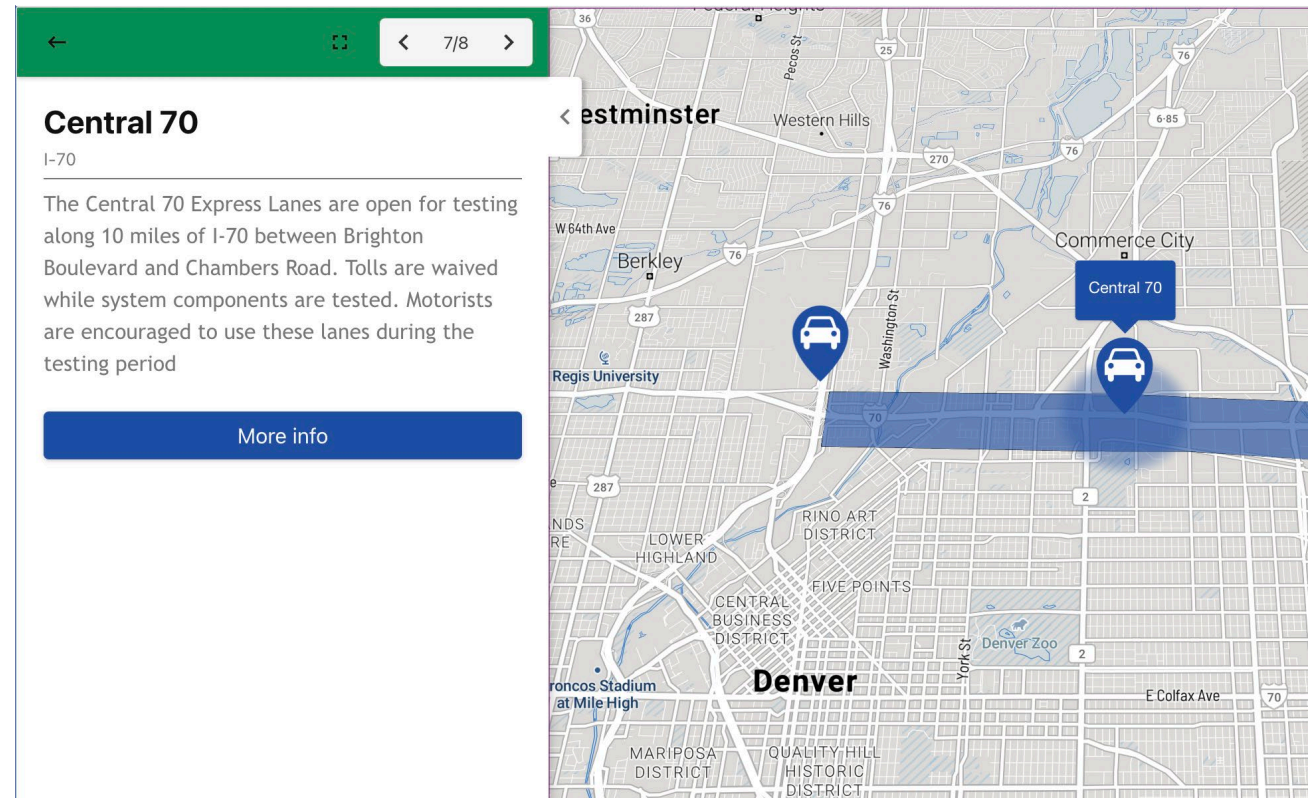 7/8
Central 70
I-70
The Central 70 Express Lanes are open for testing
along 10 miles of I-70 between Brighton
Boulevard and Chambers Road. Tolls are waived
while system components are tested. Motorists
are encouraged to use these lanes during the
testing period
More info
36
Pecos St
25
76
estminster
Western Hills
6-85
270
76
76
W 64th Ave
Commerce City
Berkley
76
Central 70
287
Washington St
Regis University
70
287
2
RINO ART
DISTRICT
LOWER
HIGHLAND
FIVE POINTS
CENTRAL
BUSINESS
DISTRICT
York St
Denver Zoo
2
Denver
roncos Stadium
at Mile High
E Colfax Ave
70
MARIPOSA
DISTRICT
QUALITY HILL
HISTORIC
DISTRICT